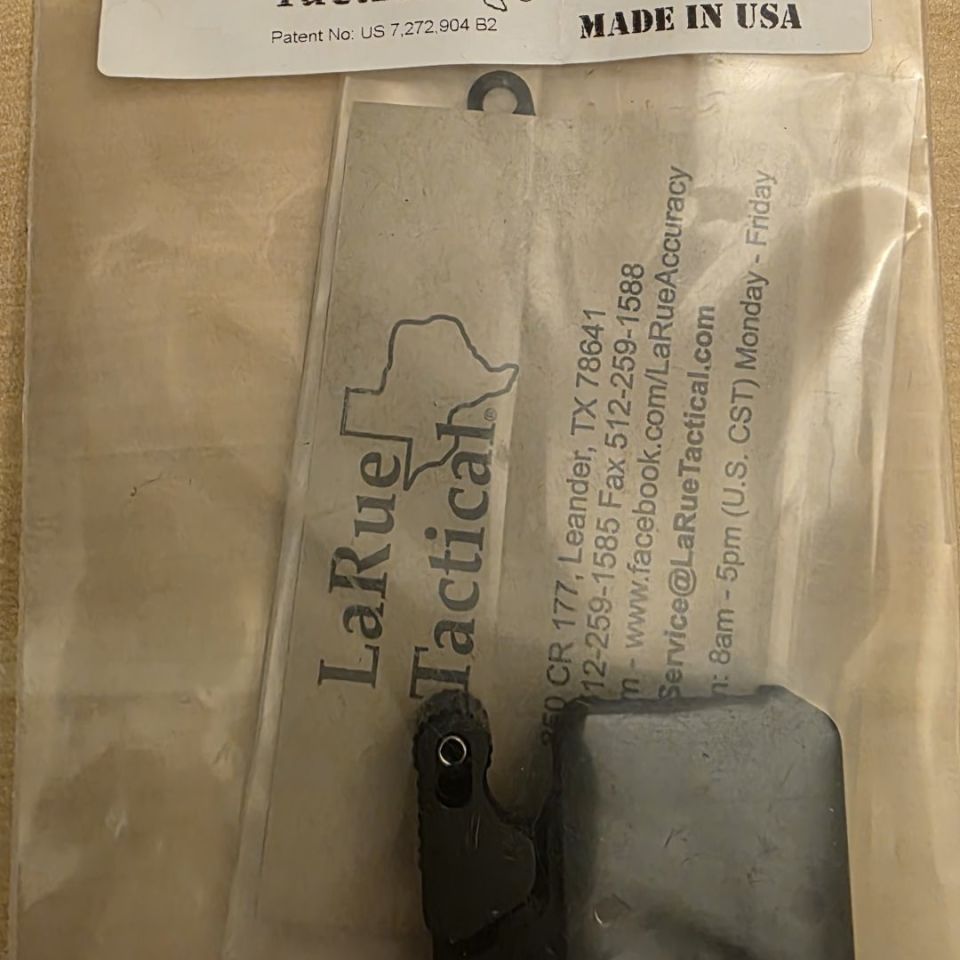 Patent No: US 7,272,904 B2
MADE IN USA
LaRue
Tactical®
250 CR 177, Leander, TX 78641
12-259-1585 Fax 512-259-1588
m - www.facebook.com/LaRueAccuracy
Service@LaRueTactical.com
n: 8am - 5pm (U.S. CST) Monday - Friday